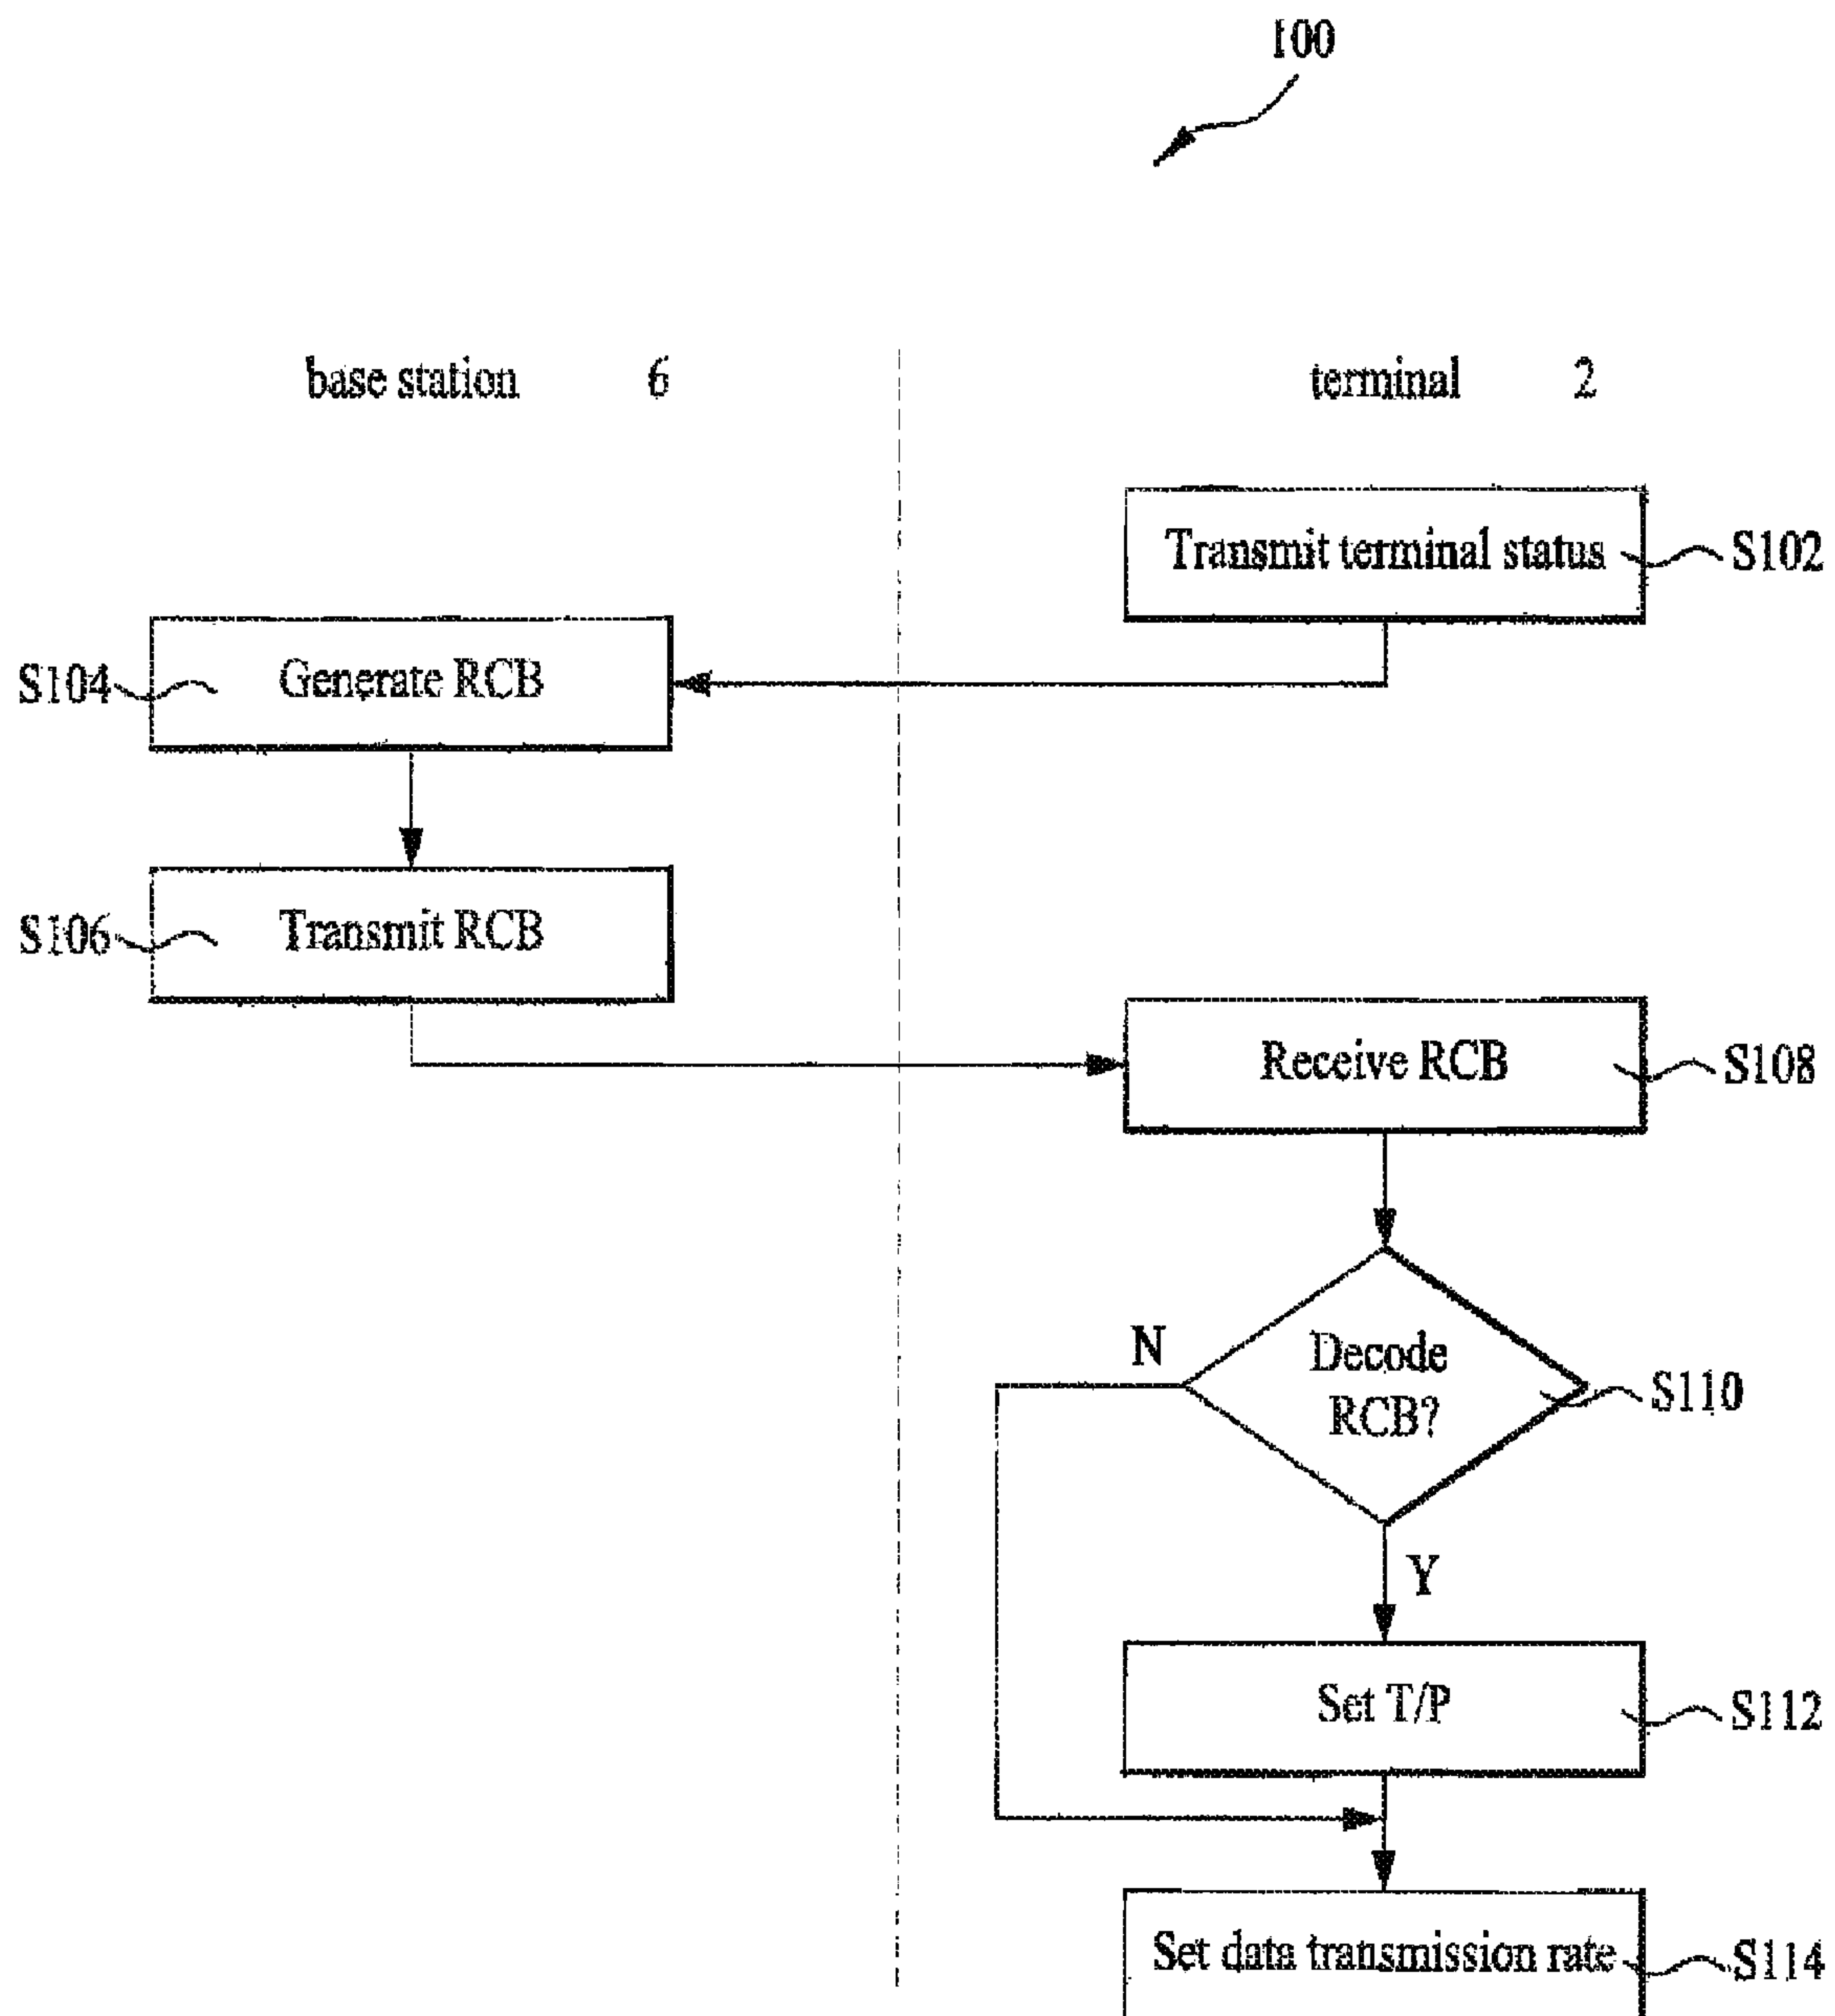 100
base station 6
terminal 2
Transmit terminal status
S102
S104
Generate RCB
S106
Transmit RCB
Receive RCB
S108
N
Decode
RCB?
S110
Y
Set T/P
S112
Set data transmission rate
S114